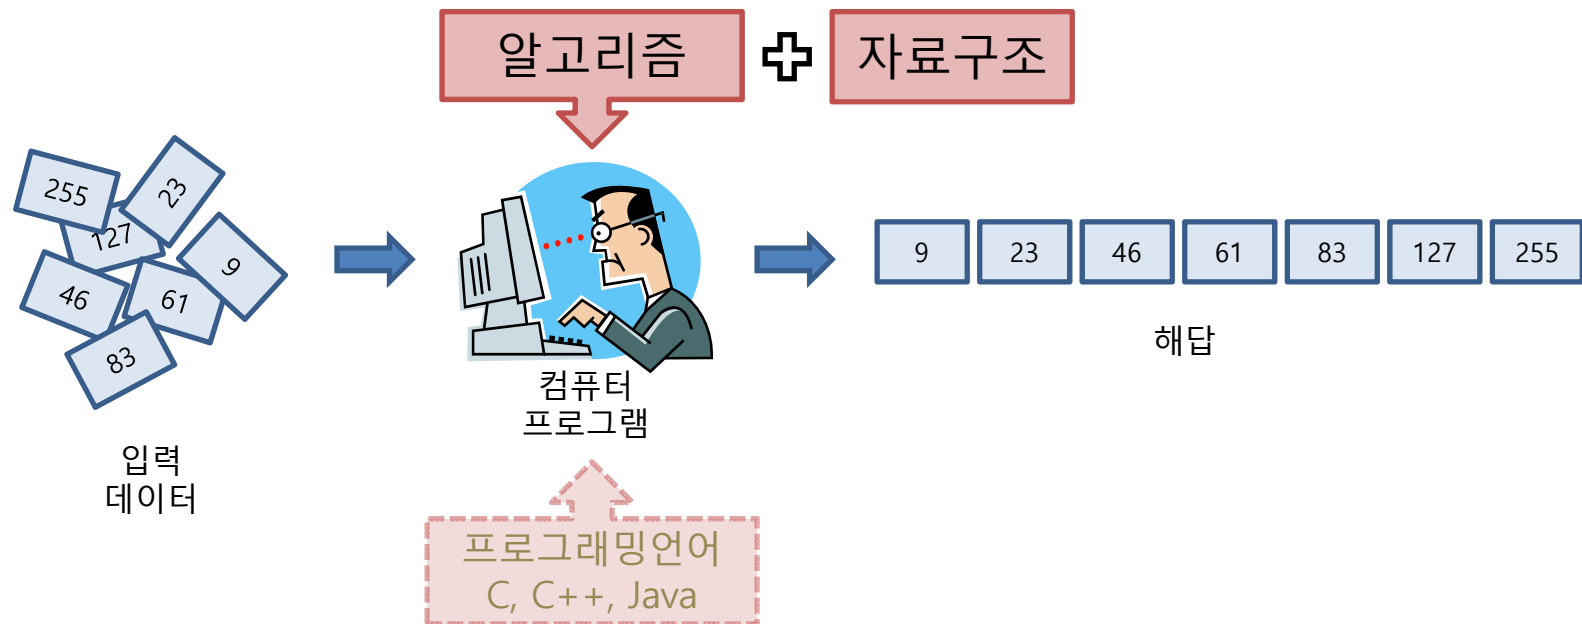 알고리즘
자료구조
255
23
127
9
46
61
83
입력
데이터
컴퓨터
프로그램
9 23 46 61 83 127 255
해답
프로그래밍언어
C, C++, Java